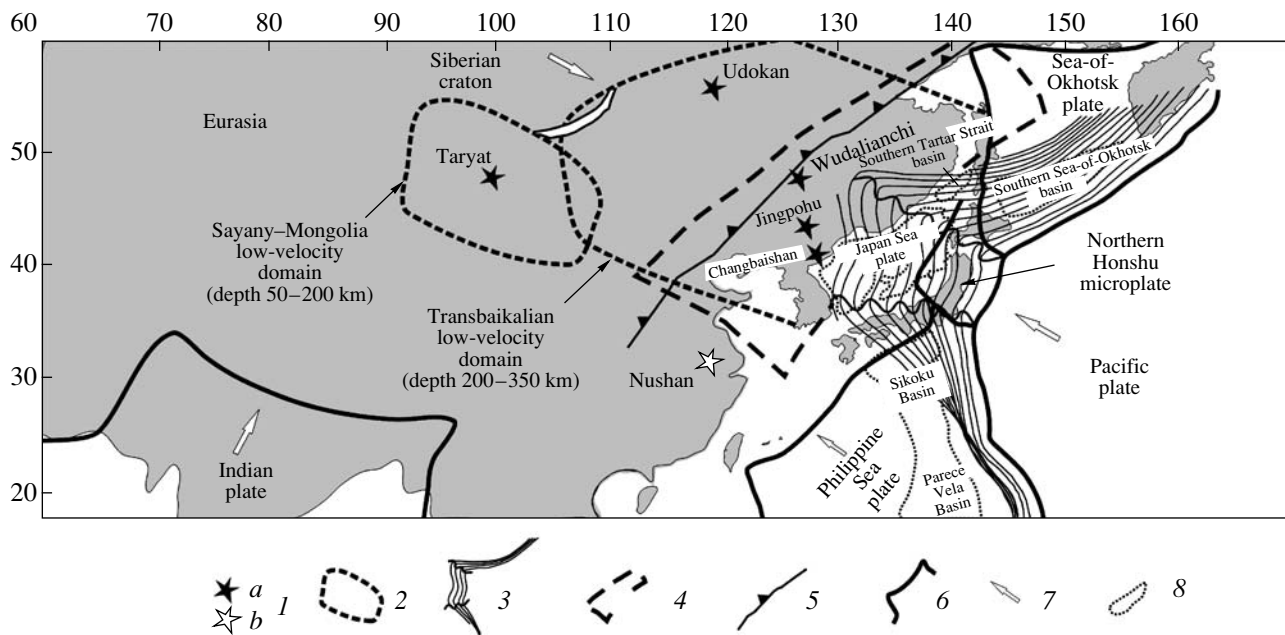 60 70 80 90 100 110 120 130 140 150 160
50
40
30
20
Siberian
craton
Udokan
Sea-of-
Okhotsk
plate
Eurasia
Taryat
Wudalianchi
Southern Tartar Strait
basin
Southern Sea-of-Okhotsk
basin
Jingpohu
Sayany–Mongolia
low-velocity
domain
(depth 50–200 km)
Changbaishan
Japan Sea
plate
Northern
Honshu
microplate
Transbaikalian
low-velocity
domain
(depth 200–350 km)
Nushan
Pacific
plate
Sikoku
Basin
Indian
plate
Philippine
Sea
plate
Parece
Vela
Basin
a
b
1
2
3
4
5
6
7
8